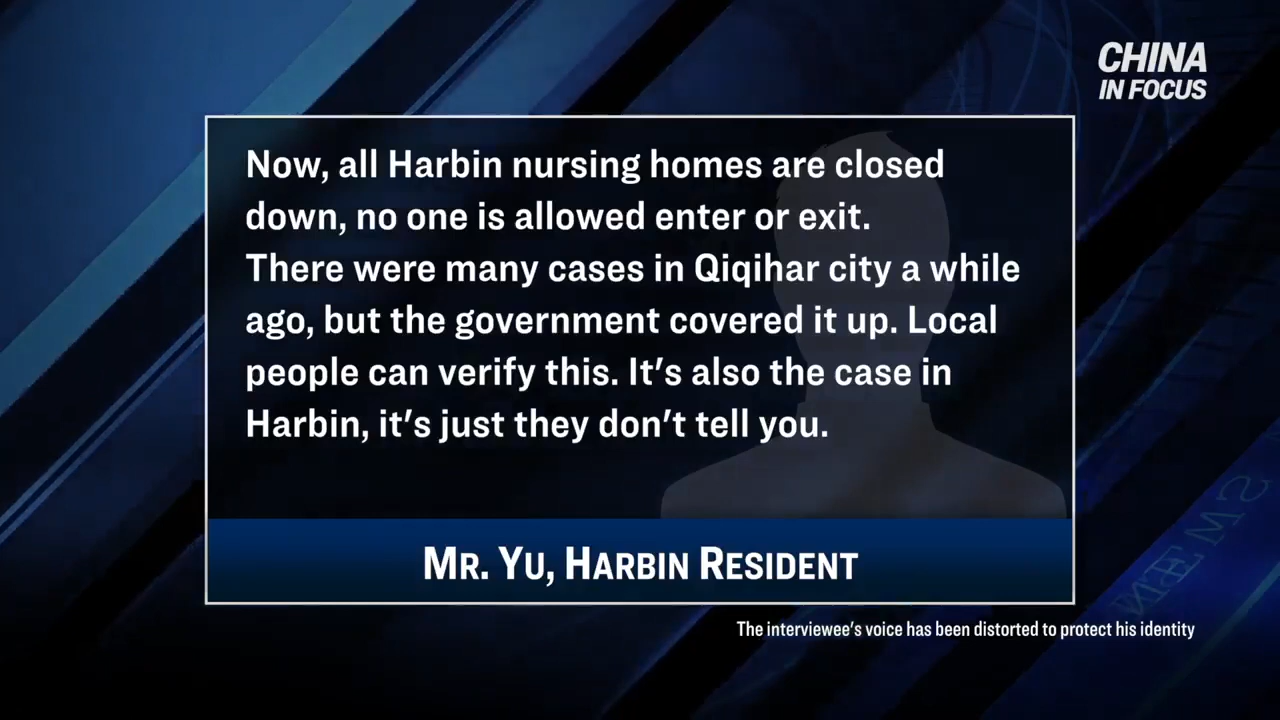 CHINA
IN FOCUS
Now, all Harbin nursing homes are closed
down, no one is allowed enter or exit.
There were many cases in Qiqihar city a while
ago, but the government covered it up. Local
people can verify this. It's also the case in
Harbin, it's just they don't tell you.
MR. YU, HARBIN RESIDENT
The interviewee's voice has been distorted to protect his identity